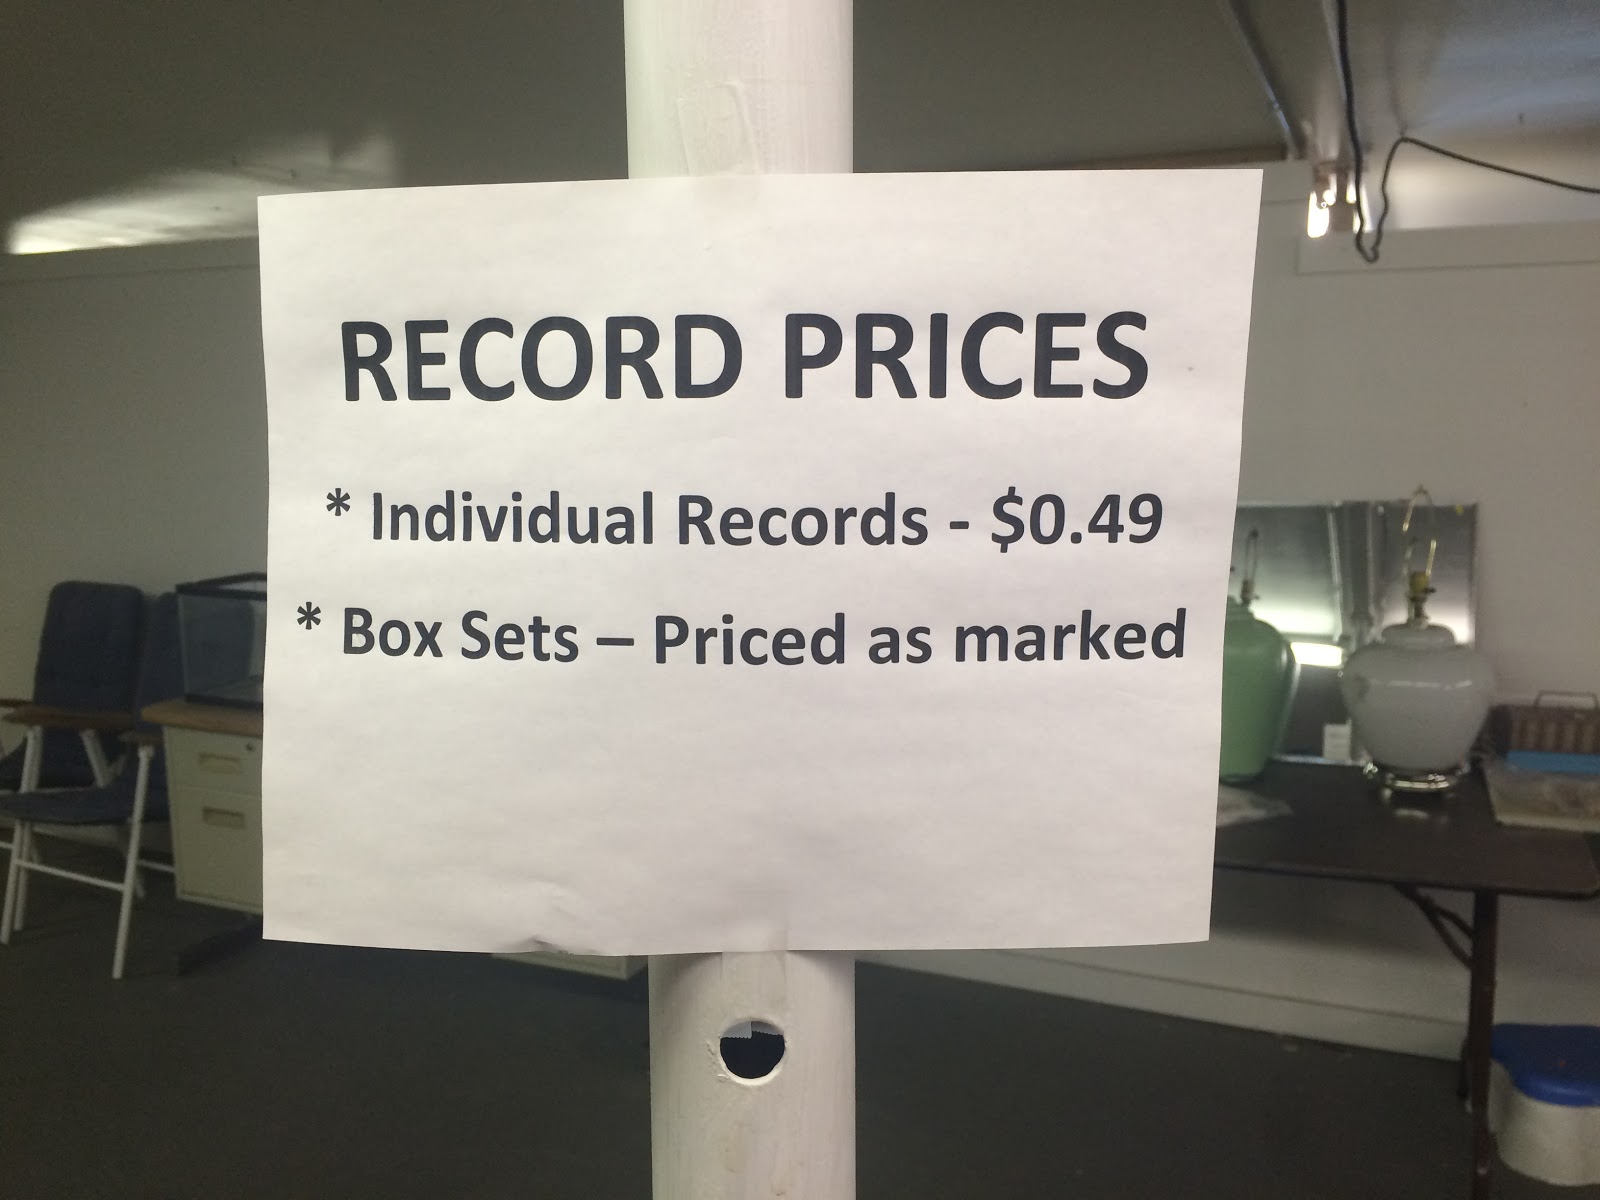 RECORD PRICES
* Individual Records - $0.49
* Box Sets – Priced as marked